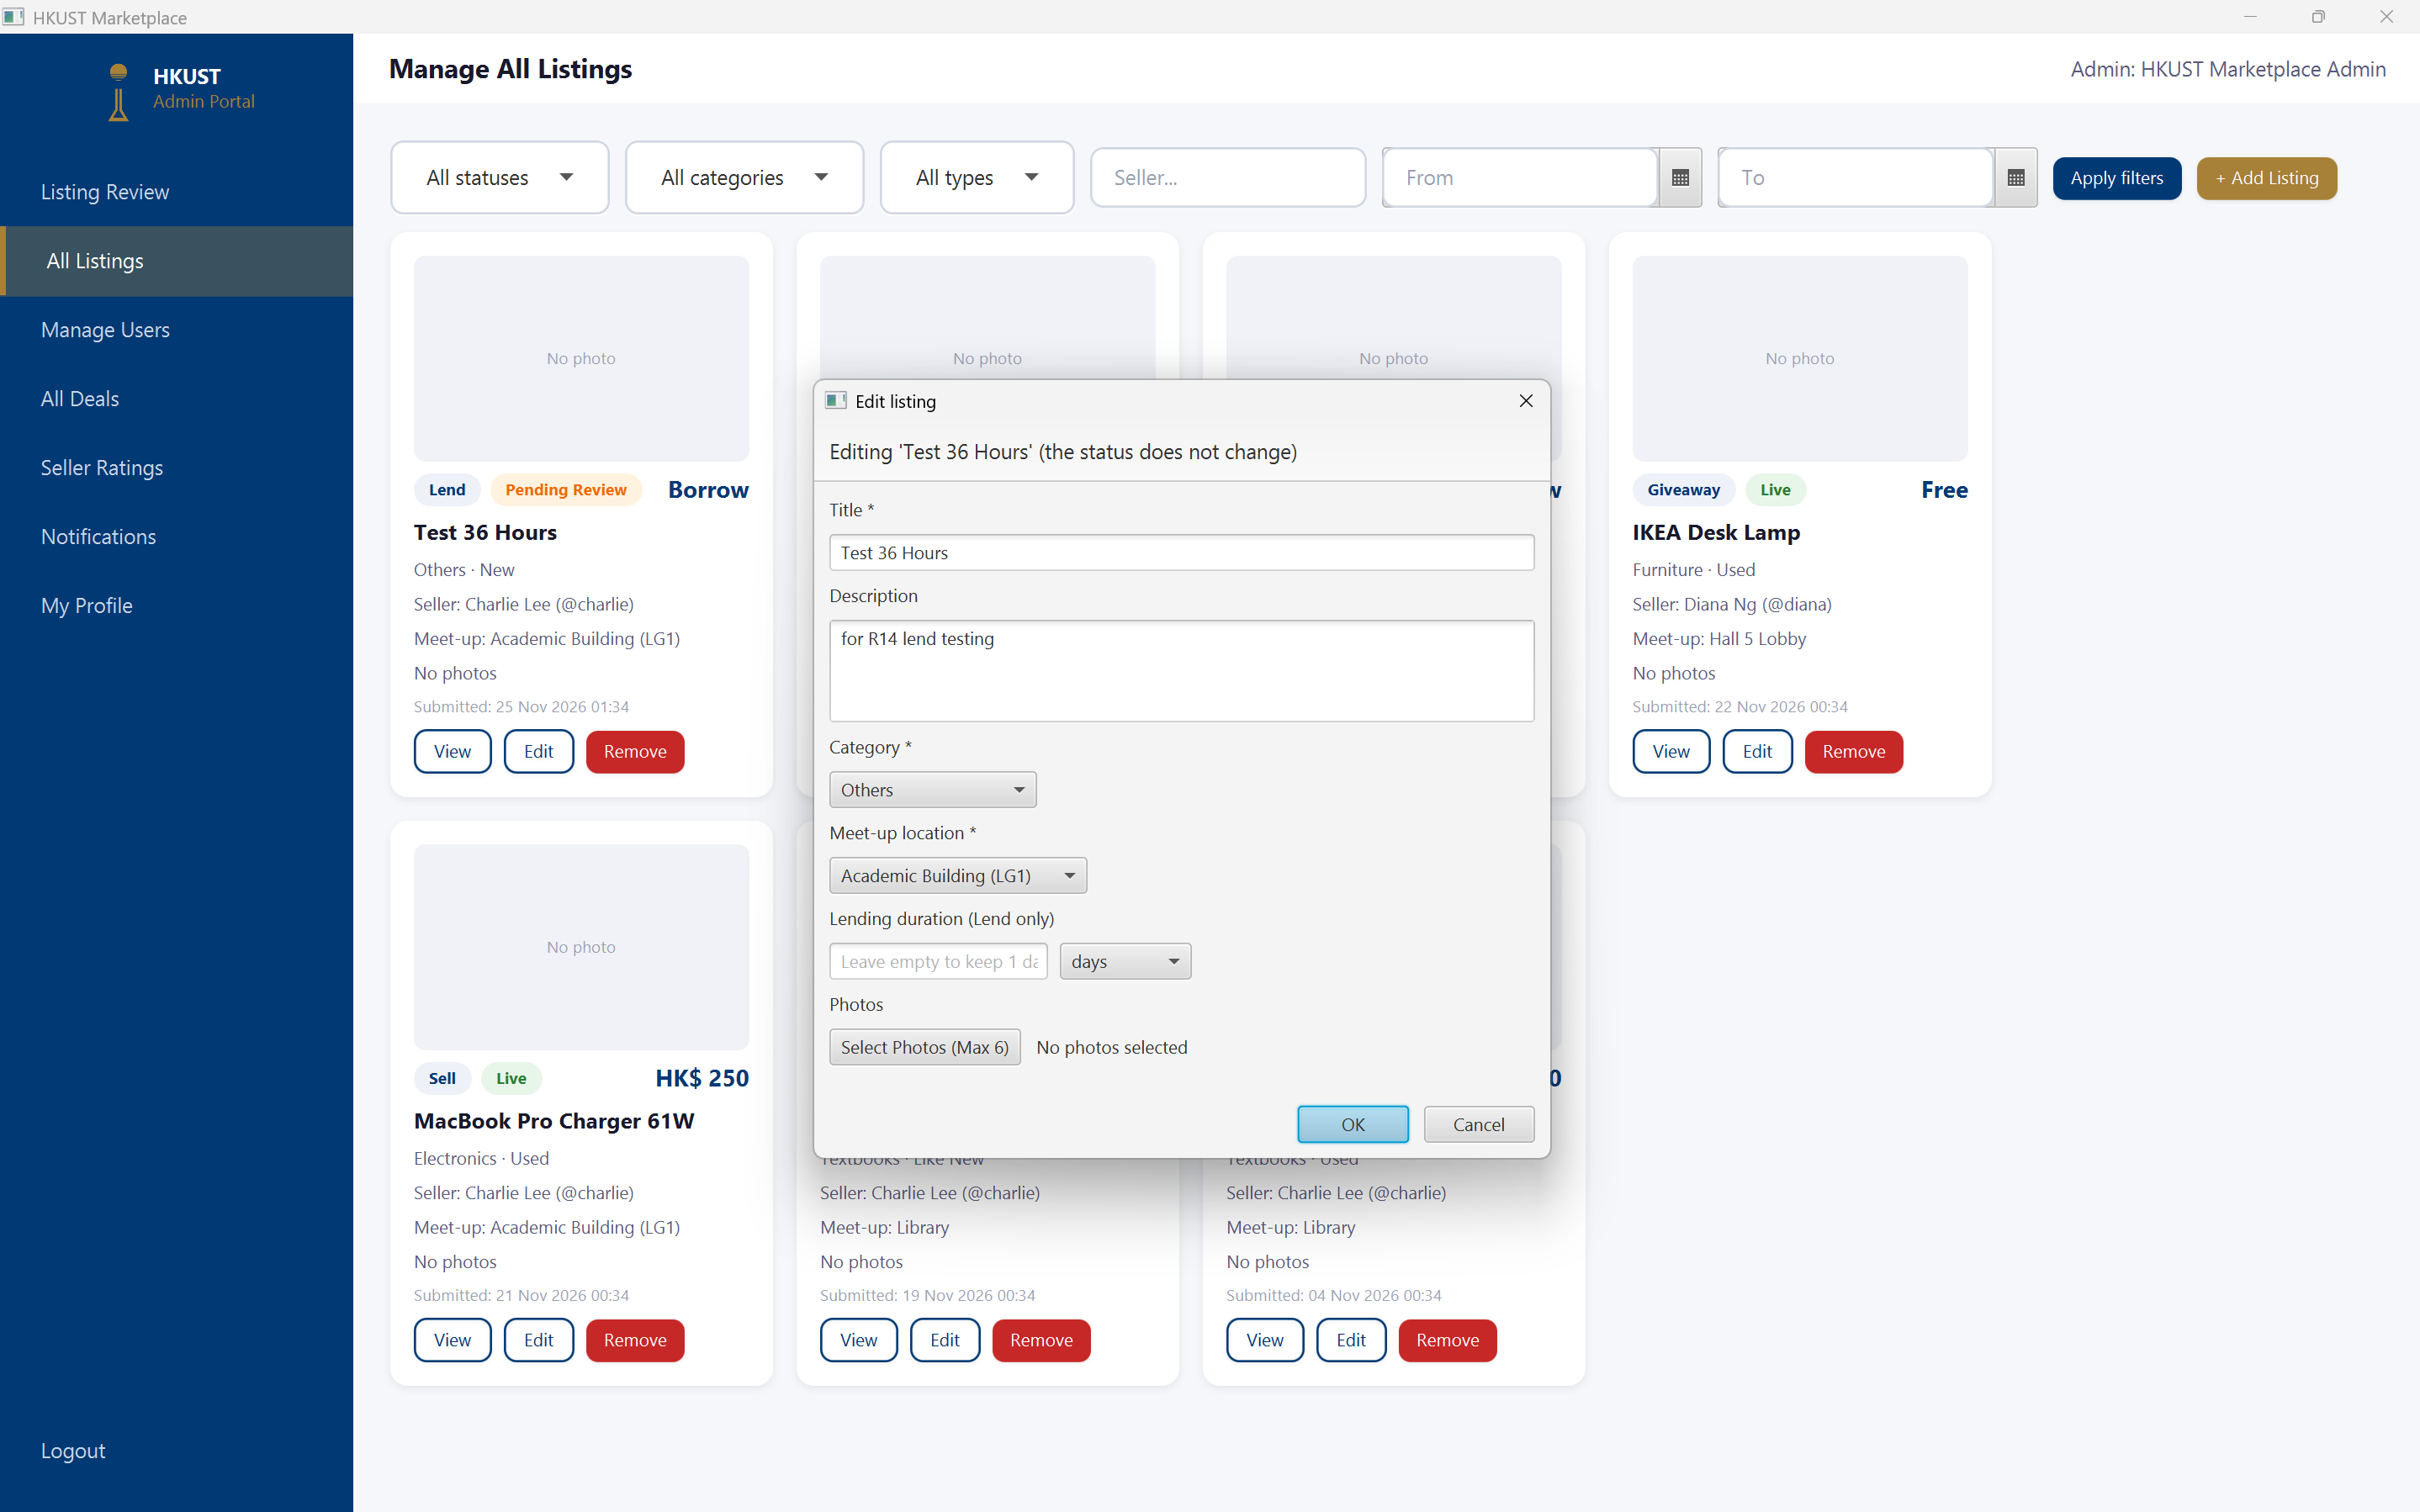 HKUST Marketplace
HKUST
Admin Portal
Listing Review
All Listings
Manage Users
All Deals
Seller Ratings
Notifications
My Profile
Logout
Manage All Listings
Admin: HKUST Marketplace Admin
All statuses
All categories
All types
Seller...
From
To
Apply filters
+ Add Listing
No photo
Lend
Pending Review
Borrow
Test 36 Hours
Others · New
Seller: Charlie Lee (@charlie)
Meet-up: Academic Building (LG1)
No photos
Submitted: 25 Nov 2026 01:34
View
Edit
Remove
No photo
No photo
No photo
Giveaway
Live
Free
IKEA Desk Lamp
Furniture · Used
Seller: Diana Ng (@diana)
Meet-up: Hall 5 Lobby
No photos
Submitted: 22 Nov 2026 00:34
View
Edit
Remove
Edit listing
Editing 'Test 36 Hours' (the status does not change)
Title *
Test 36 Hours
Description
for R14 lend testing
Category *
Others
Meet-up location *
Academic Building (LG1)
Lending duration (Lend only)
Leave empty to keep 1 da
days
Photos
Select Photos (Max 6)
No photos selected
OK
Cancel
No photo
Sell
Live
HK$ 250
MacBook Pro Charger 61W
Electronics · Used
Seller: Charlie Lee (@charlie)
Meet-up: Academic Building (LG1)
No photos
Submitted: 21 Nov 2026 00:34
View
Edit
Remove
Textbooks · Like New
Seller: Charlie Lee (@charlie)
Meet-up: Library
No photos
Submitted: 19 Nov 2026 00:34
View
Edit
Remove
Textbooks · Used
Seller: Charlie Lee (@charlie)
Meet-up: Library
No photos
Submitted: 04 Nov 2026 00:34
View
Edit
Remove